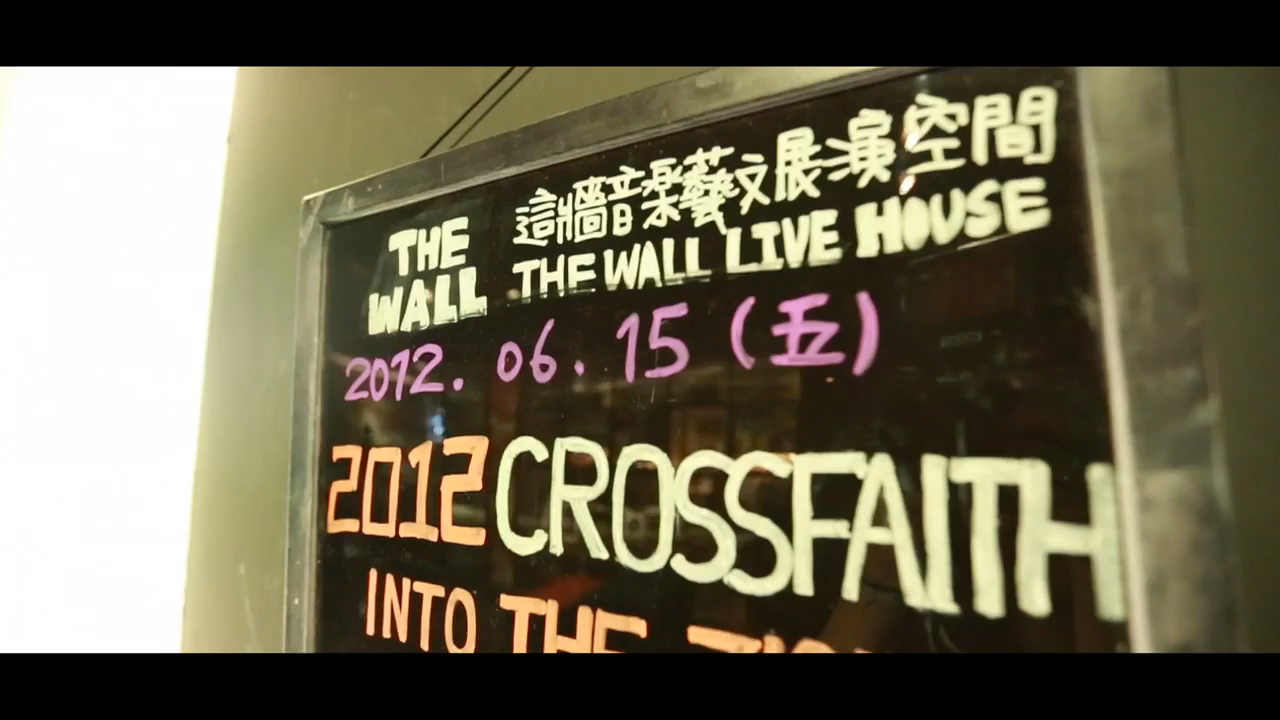 THE WALL
這牆音樂藝文展演空間
THE WALL LIVE HOUSE
2012. 06. 15 (五)
2012 CROSSFAITH
INTO THE